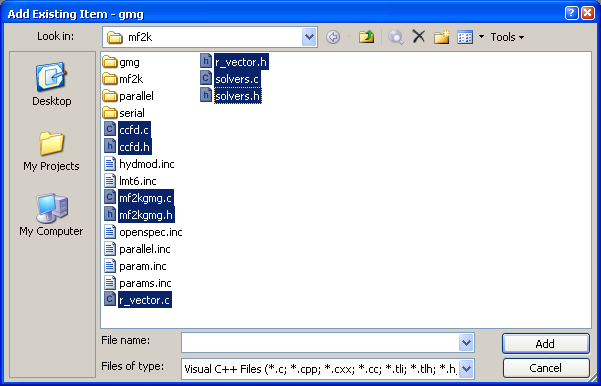 Add Existing Item - gmg
Look in:
mf2k
Tools
Desktop
My Projects
My Computer
gmg
mf2k
parallel
serial
ccfd.c
ccfd.h
hydmod.inc
lmt6.inc
mf2kgmg.c
mf2kgmg.h
openspec.inc
parallel.inc
param.inc
params.inc
r_vector.c
r_vector.h
solvers.c
solvers.h
File name:
Add
Files of type:
Visual C++ Files (*.c; *.cpp; *.cxx; *.cc; *.tli; *.tlh; *.h,
Cancel